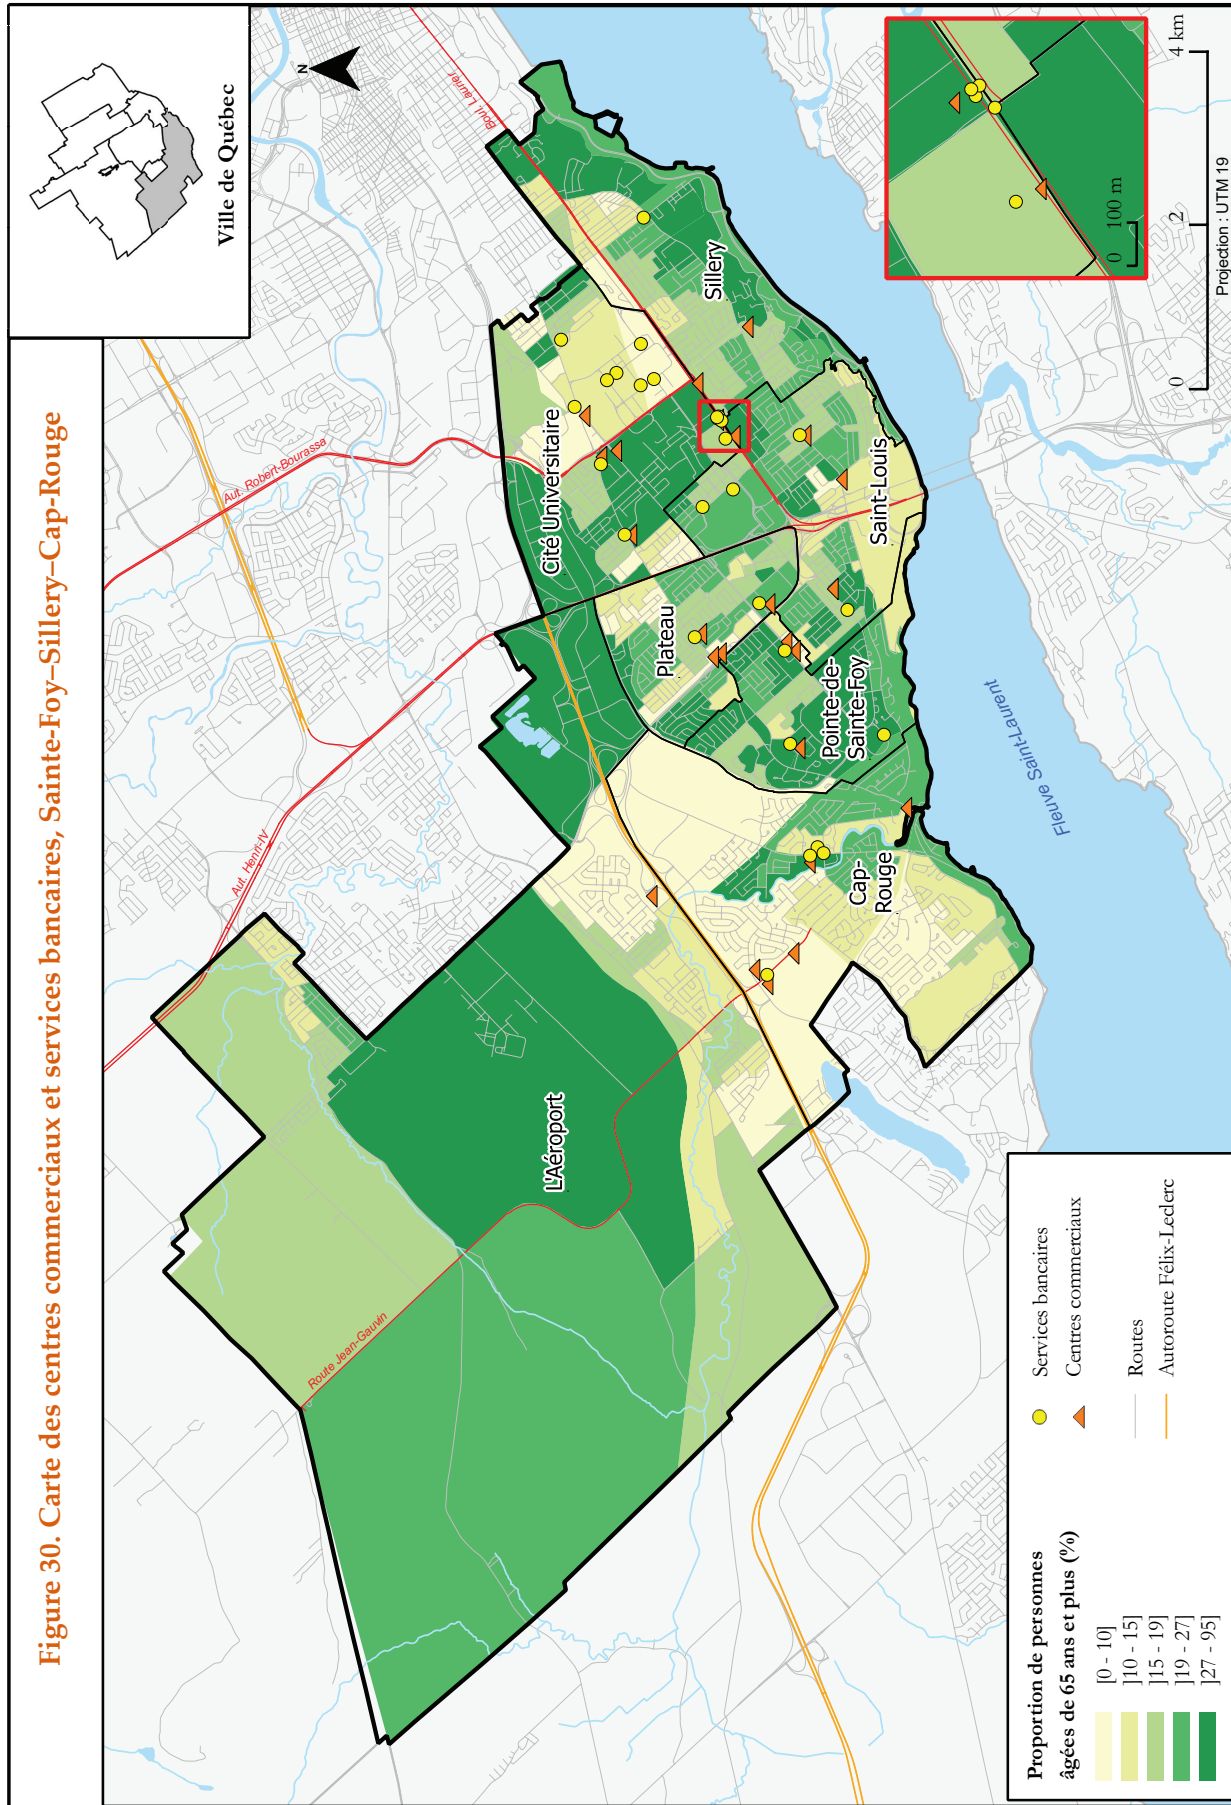 Figure 30. Carte des centres commerciaux et services bancaires, Sainte-Foy–Sillery–Cap-Rouge
Ville de Québec
N
Aut. Henri-IV
Aut. Robert-Bourassa
Boul. Laurier
Route Jean-Gauvin
L'Aéroport
Cité Universitaire
Plateau
Sillery
Pointe-de-
Sainte-Foy
Saint-Louis
Cap-
Rouge
Fleuve Saint-Laurent
0 100 m
0 2 4 km
Projection : UTM 19
Proportion de personnes
âgées de 65 ans et plus (%)
[0 - 10]
]10 - 15]
]15 - 19]
]19 - 27]
]27 - 95]
Services bancaires
Centres commerciaux
Routes
Autoroute Félix-Leclerc